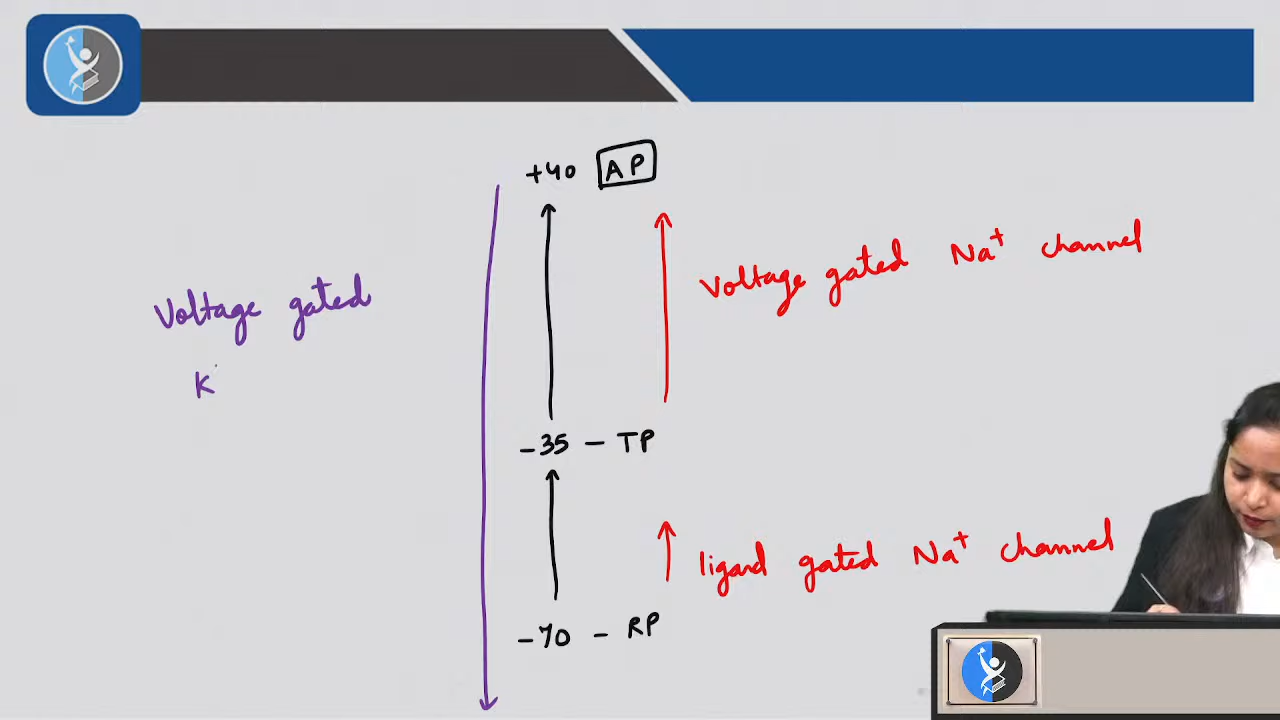 +40 AP
Voltage gated Na+ channel
Voltage gated
K
-35 - TP
ligand gated Na+ channel
-70 - RP